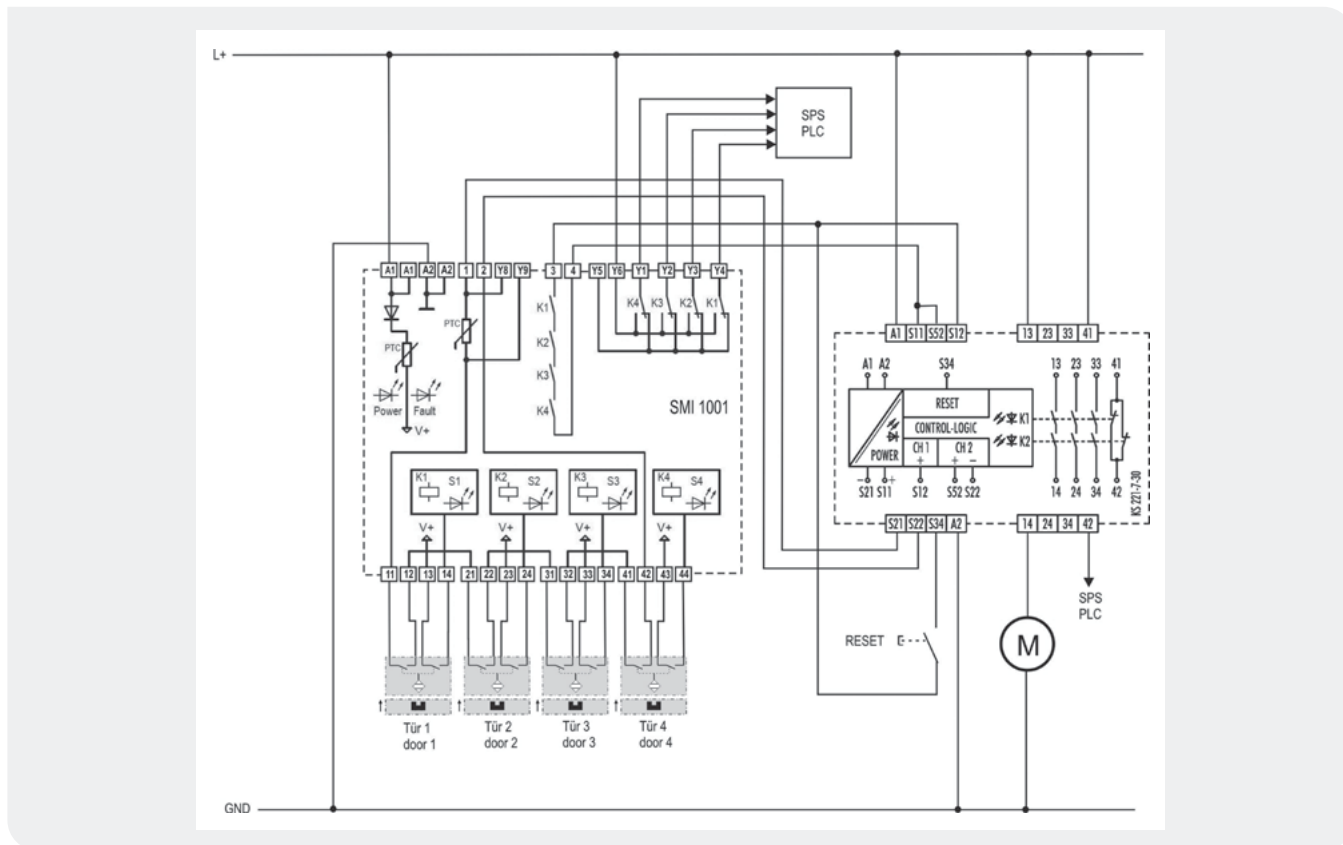 L+
SPS
PLC
A1 A1 A2 A2 1 2 Y8 Y9 3 4 Y5 Y6 Y1 Y2 Y3 Y4
K1
K2
K3
K4
K4 K3 K2 K1
PTC
PTC
Power Fault
V+
SMI 1001
K1 S1
K2 S2
K3 S3
K4 S4
V+ V+ V+ V+
11 12 13 14 21 22 23 24 31 32 33 34 41 42 43 44
Tür 1
door 1
Tür 2
door 2
Tür 3
door 3
Tür 4
door 4
A1 S11 S52 S12 13 23 33 41
A1 A2 S34 13 23 33 41
RESET
CONTROL-LOGIC
K1
K2
POWER
CH 1
+
CH 2
+ −
− +
S21 S11 S12 S52 S22 14 24 34 42
KS 221-7-30
S21 S22 S34 A2 14 24 34 42
SPS
PLC
RESET
M
GND